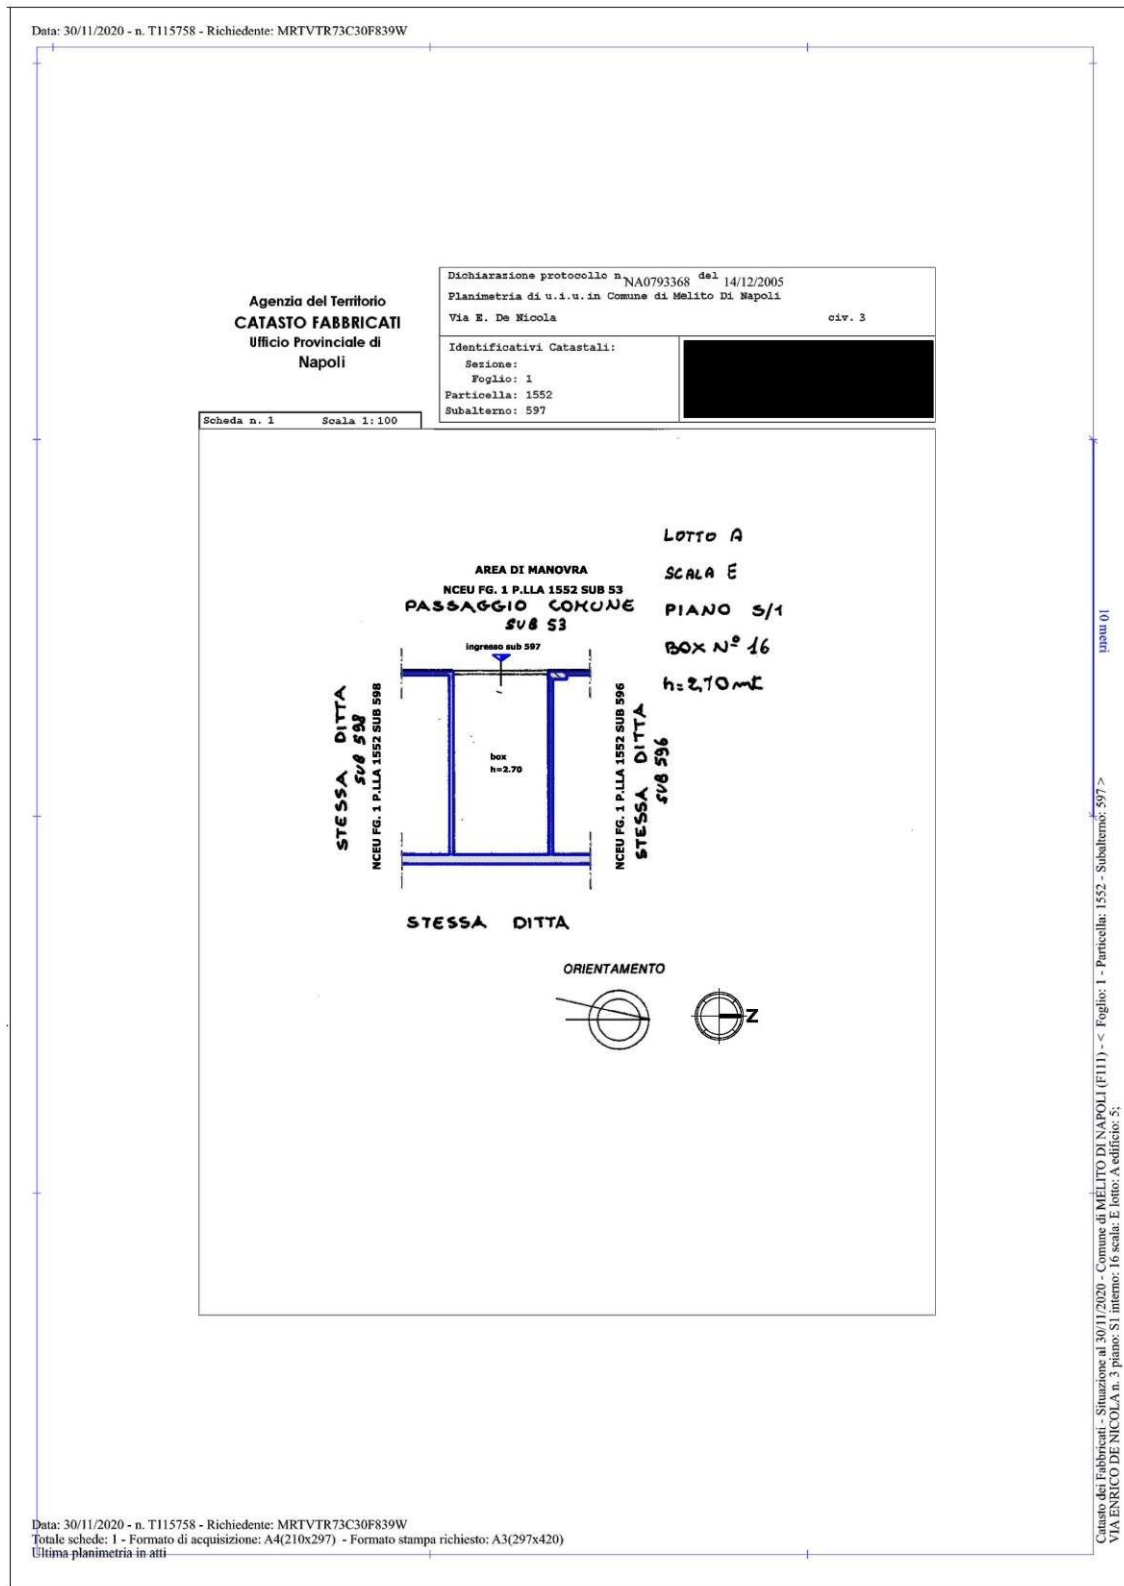 Data: 30/11/2020 - n. T115758 - Richiedente: MRTVTR73C30F839W
Agenzia del Territorio
CATASTO FABBRICATI
Ufficio Provinciale di
Napoli
Dichiarazione protocollo n. NA0793368 del 14/12/2005
Planimetria di u.i.u.in Comune di Melito Di Napoli
Via E. De Nicola civ. 3
Identificativi Catastali:
Sezione:
Foglio: 1
Particella: 1552
Subalterno: 597
Scheda n. 1 Scala 1:100
LOTTO A
SCALA E
PIANO S/1
BOX Nº 16
h=2,70 mt
AREA DI MANOVRA
NCEU FG. 1 P.LLA 1552 SUB 53
PASSAGGIO COMUNE
SUB 53
ingresso sub 597
STESSA DITTA
SUB 598
NCEU FG. 1 P.LLA 1552 SUB 598
box
h=2.70
NCEU FG. 1 P.LLA 1552 SUB 596
STESSA DITTA
SUB 596
STESSA DITTA
ORIENTAMENTO
Z
10 metri
Catasto dei Fabbricati - Situazione al 30/11/2020 - Comune di MELITO DI NAPOLI (F111) - < Foglio: 1 - Particella: 1552 - Subalterno: 597 >
VIA ENRICO DE NICOLA n. 3 piano: S1 interno: 16 scala: E lotto: A edificio: 5;
Data: 30/11/2020 - n. T115758 - Richiedente: MRTVTR73C30F839W
Totale schede: 1 - Formato di acquisizione: A4(210x297) - Formato stampa richiesto: A3(297x420)
Ultima planimetria in atti